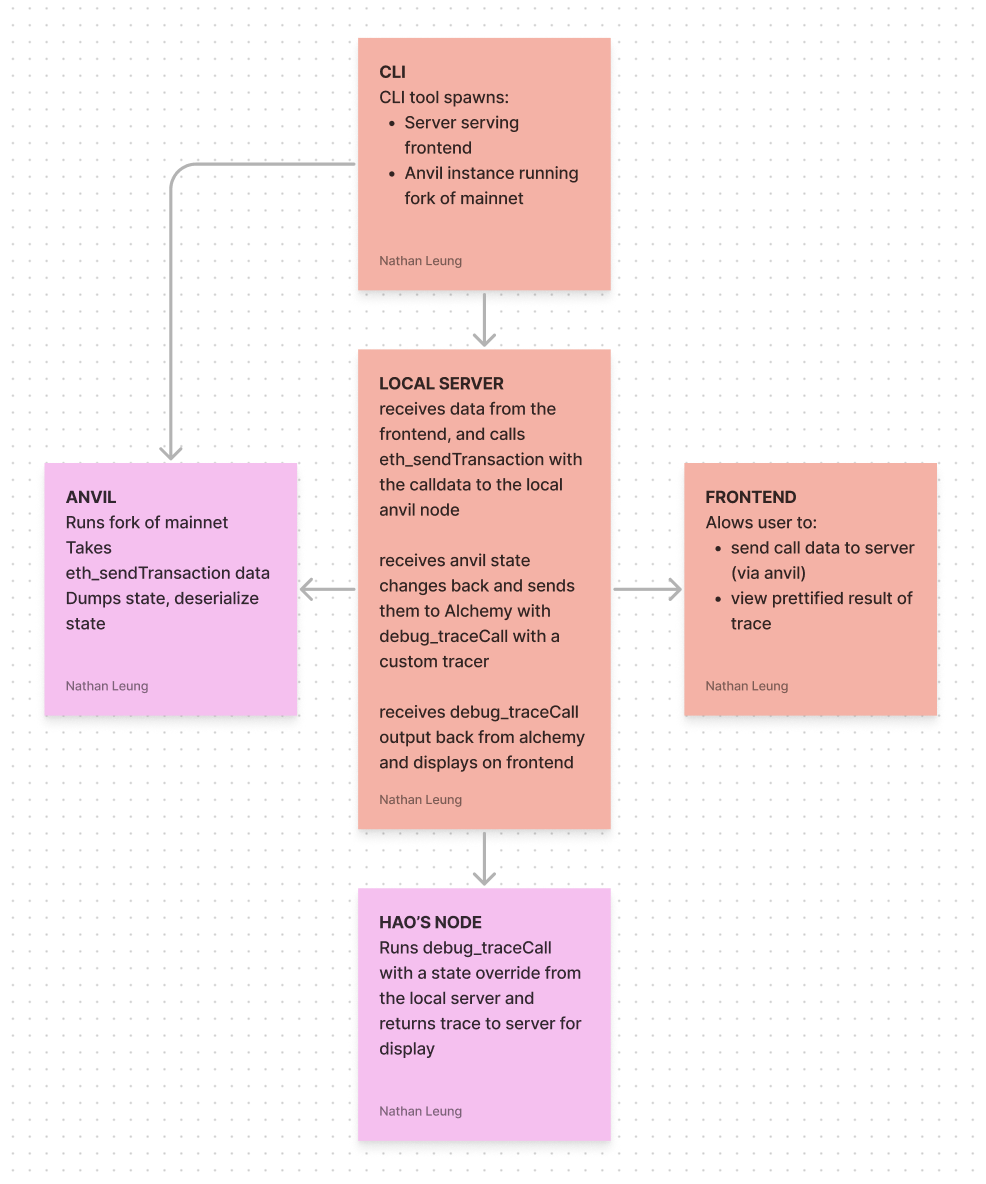 CLI
CLI tool spawns:
• Server serving
frontend
• Anvil instance running
fork of mainnet
Nathan Leung
LOCAL SERVER
receives data from the
frontend, and calls
eth_sendTransaction with
the calldata to the local
anvil node
receives anvil state
changes back and sends
them to Alchemy with
debug_traceCall with a
custom tracer
receives debug_traceCall
output back from alchemy
and displays on frontend
Nathan Leung
ANVIL
Runs fork of mainnet
Takes
eth_sendTransaction data
Dumps state, deserialize
state
Nathan Leung
FRONTEND
Alows user to:
• send call data to server
(via anvil)
• view prettified result of
trace
Nathan Leung
HAO’S NODE
Runs debug_traceCall
with a state override from
the local server and
returns trace to server for
display
Nathan Leung